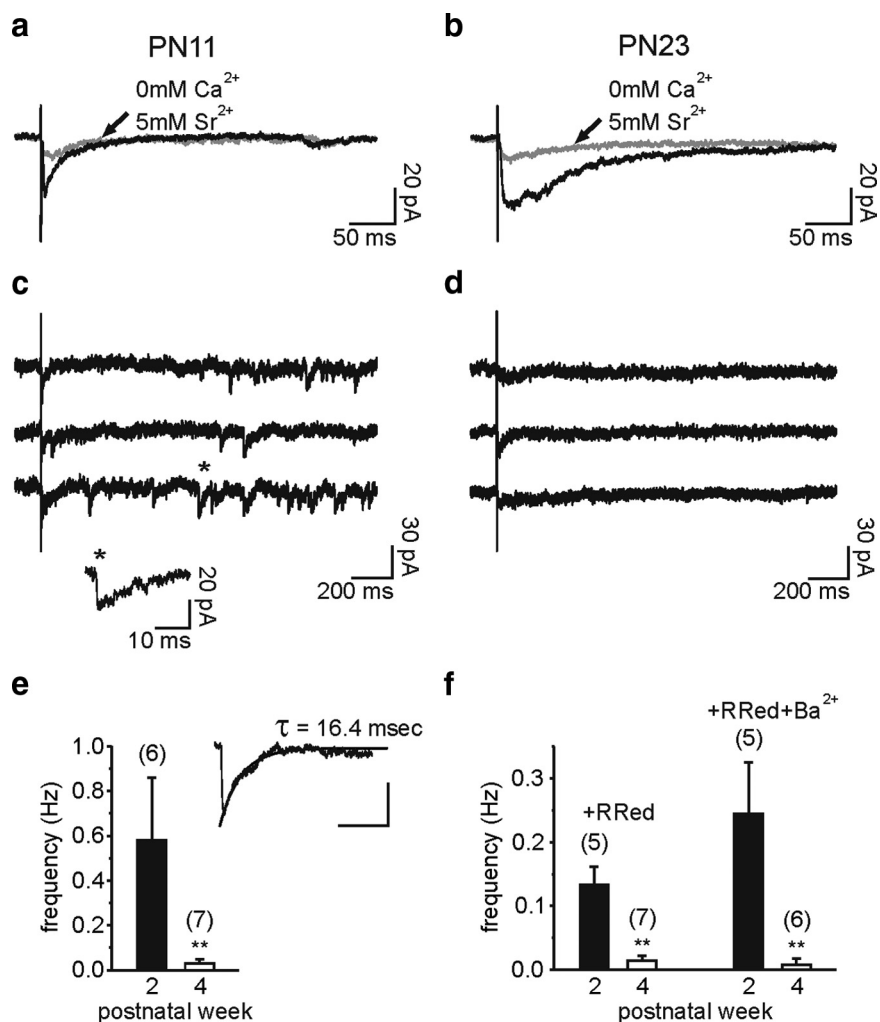 a
PN11
0mM Ca²⁺
5mM Sr²⁺
20 pA
50 ms
b
PN23
0mM Ca²⁺
5mM Sr²⁺
20 pA
50 ms
c
*
30 pA
200 ms
*
20 pA
10 ms
d
30 pA
200 ms
e
frequency (Hz)
1.0
0.8
0.6
0.4
0.2
0.0
(6)
(7)
**
2 4
postnatal week
τ = 16.4 msec
f
frequency (Hz)
0.3
0.2
0.1
0.0
+RRed
(5)
(7)
**
+RRed+Ba²⁺
(5)
(6)
**
2 4 2 4
postnatal week